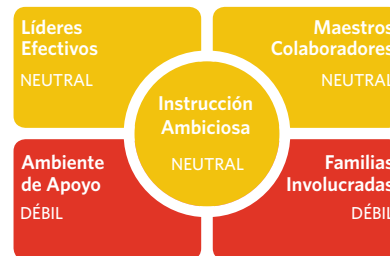 Líderes
Efectivos
NEUTRAL
Maestros
Colaboradores
NEUTRAL
Instrucción
Ambiciosa
NEUTRAL
Ambiente
de Apoyo
DÉBIL
Familias
Involucradas
DÉBIL